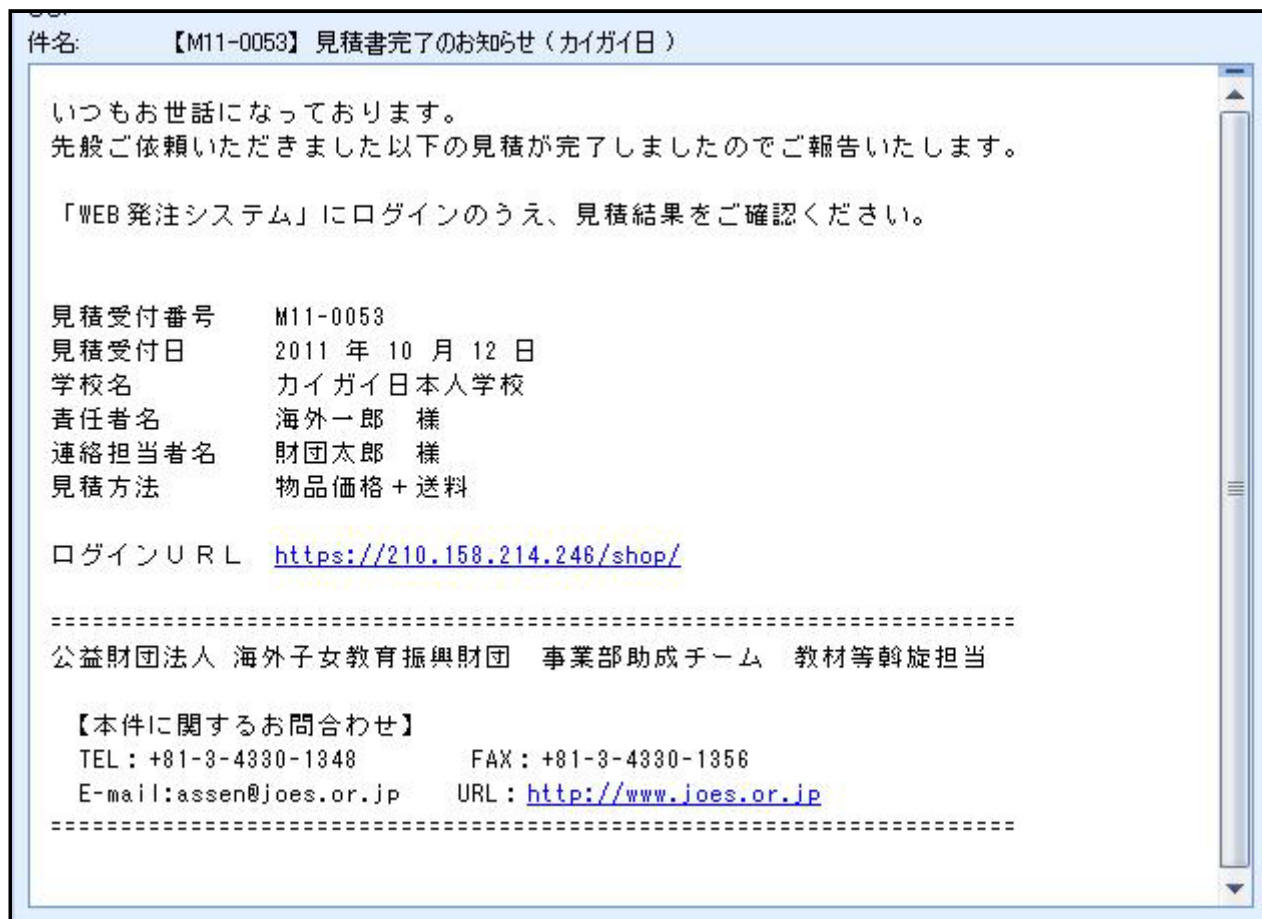 件名: 【M11-0053】見積書完了のお知らせ（カイガイ日）
いつもお世話になっております。
先般ご依頼いただきました以下の見積が完了しましたのでご報告いたします。
「WEB発注システム」にログインのうえ、見積結果をご確認ください。
見積受付番号 M11-0053
見積受付日 2011 年 10 月 12 日
学校名 カイガイ日本人学校
責任者名 海外一郎 様
連絡担当者名 財団太郎 様
見積方法 物品価格＋送料
ログインＵＲＬ https://210.158.214.246/shop/
======================================================================
公益財団法人 海外子女教育振興財団 事業部助成チーム 教材等斡旋担当
【本件に関するお問合わせ】
TEL：+81-3-4330-1348 FAX：+81-3-4330-1356
E-mail:assen@joes.or.jp URL：http://www.joes.or.jp
======================================================================